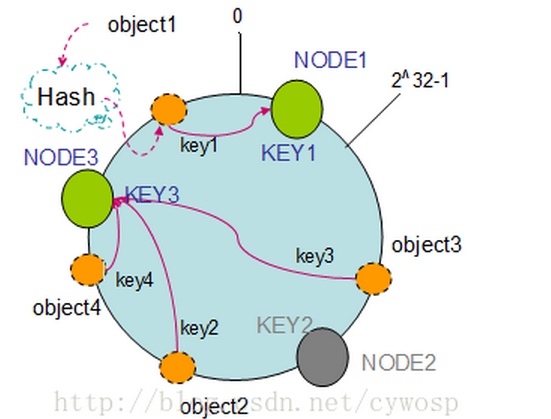 object1
0
NODE1
2^32-1
Hash
key1
KEY1
NODE3
KEY3
object3
key3
key4
object4
key2
KEY2
NODE2
object2